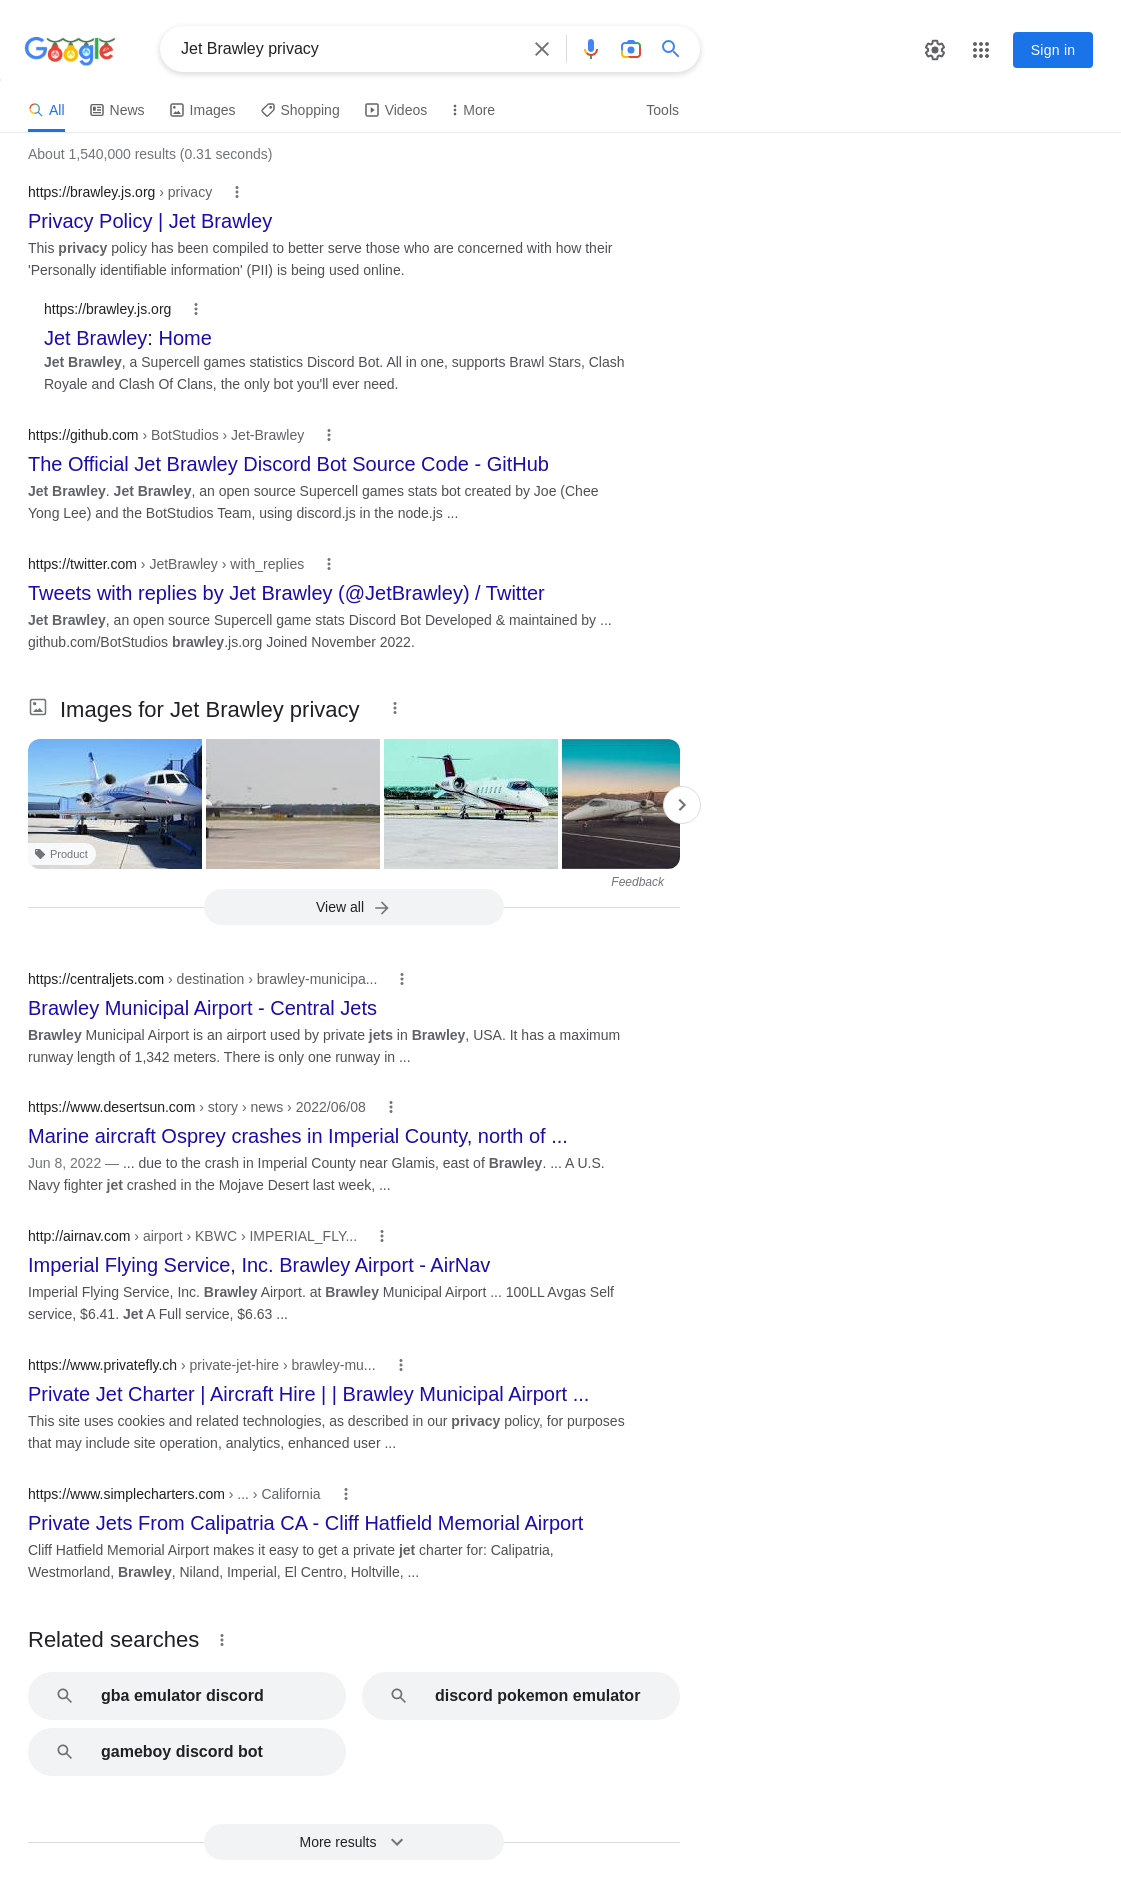 Google
Jet Brawley privacy
Sign in
All News Images Shopping Videos More Tools
About 1,540,000 results (0.31 seconds)
https://brawley.js.org › privacy
Privacy Policy | Jet Brawley
This privacy policy has been compiled to better serve those who are concerned with how their
'Personally identifiable information' (PII) is being used online.
https://brawley.js.org
Jet Brawley: Home
Jet Brawley, a Supercell games statistics Discord Bot. All in one, supports Brawl Stars, Clash
Royale and Clash Of Clans, the only bot you'll ever need.
https://github.com › BotStudios › Jet-Brawley
The Official Jet Brawley Discord Bot Source Code - GitHub
Jet Brawley. Jet Brawley, an open source Supercell games stats bot created by Joe (Chee
Yong Lee) and the BotStudios Team, using discord.js in the node.js ...
https://twitter.com › JetBrawley › with_replies
Tweets with replies by Jet Brawley (@JetBrawley) / Twitter
Jet Brawley, an open source Supercell game stats Discord Bot Developed & maintained by ...
github.com/BotStudios brawley.js.org Joined November 2022.
Images for Jet Brawley privacy
Product
Feedback
View all
https://centraljets.com › destination › brawley-municipa...
Brawley Municipal Airport - Central Jets
Brawley Municipal Airport is an airport used by private jets in Brawley, USA. It has a maximum
runway length of 1,342 meters. There is only one runway in ...
https://www.desertsun.com › story › news › 2022/06/08
Marine aircraft Osprey crashes in Imperial County, north of ...
Jun 8, 2022 — ... due to the crash in Imperial County near Glamis, east of Brawley. ... A U.S.
Navy fighter jet crashed in the Mojave Desert last week, ...
http://airnav.com › airport › KBWC › IMPERIAL_FLY...
Imperial Flying Service, Inc. Brawley Airport - AirNav
Imperial Flying Service, Inc. Brawley Airport. at Brawley Municipal Airport ... 100LL Avgas Self
service, $6.41. Jet A Full service, $6.63 ...
https://www.privatefly.ch › private-jet-hire › brawley-mu...
Private Jet Charter | Aircraft Hire | | Brawley Municipal Airport ...
This site uses cookies and related technologies, as described in our privacy policy, for purposes
that may include site operation, analytics, enhanced user ...
https://www.simplecharters.com › ... › California
Private Jets From Calipatria CA - Cliff Hatfield Memorial Airport
Cliff Hatfield Memorial Airport makes it easy to get a private jet charter for: Calipatria,
Westmorland, Brawley, Niland, Imperial, El Centro, Holtville, ...
Related searches
gba emulator discord
discord pokemon emulator
gameboy discord bot
More results